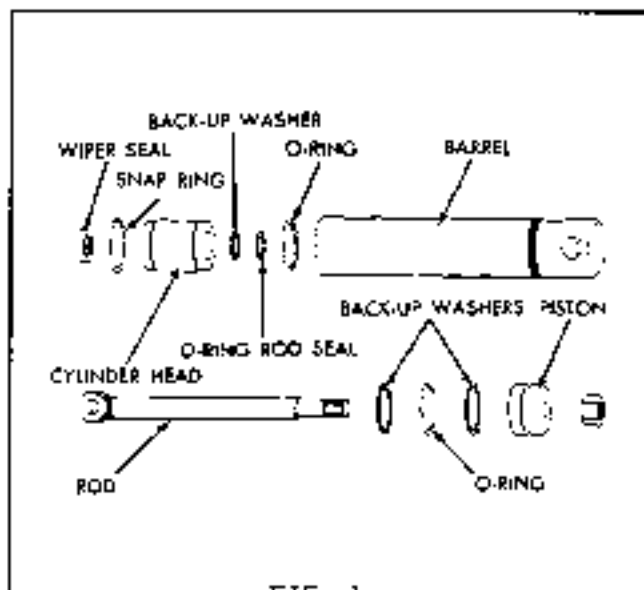 BACK-UP WASHER
WIPER SEAL
O-RING
BARREL
SNAP RING
BACK-UP WASHERS
PISTON
O-RING ROD SEAL
CYLINDER HEAD
ROD
O-RING